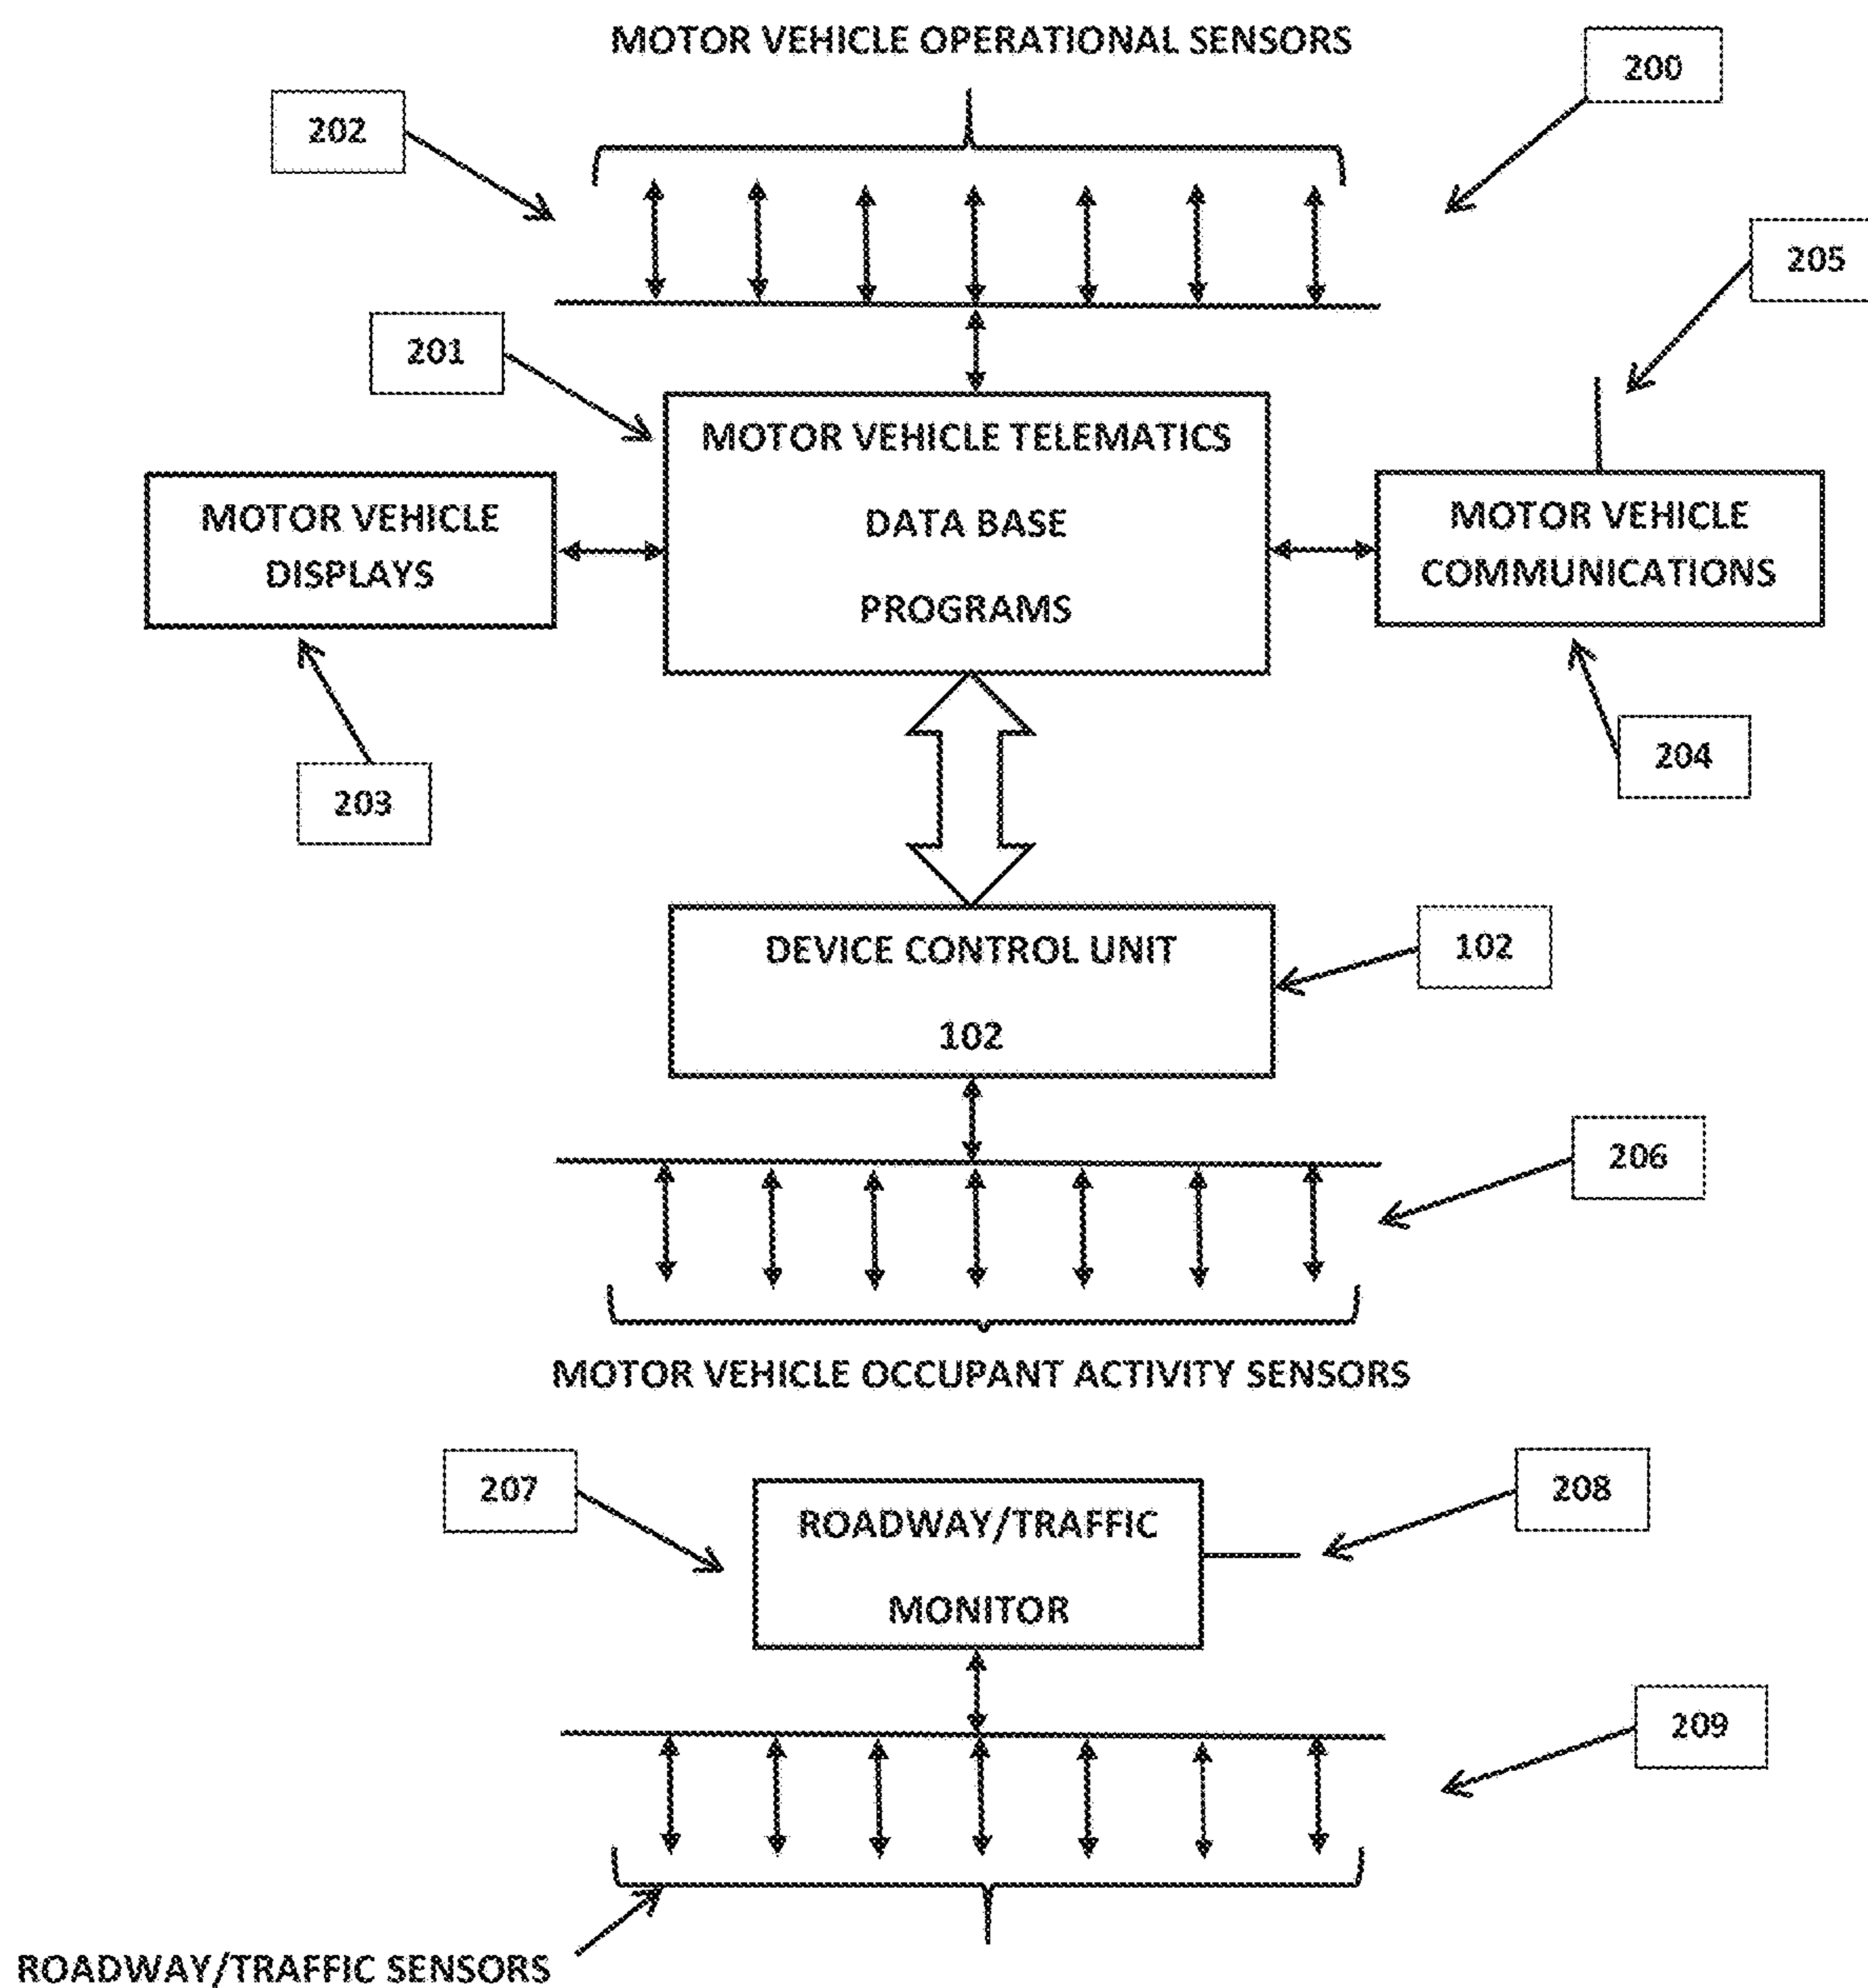 MOTOR VEHICLE OPERATIONAL SENSORS
200
202
205
201
MOTOR VEHICLE TELEMATICS
DATA BASE
PROGRAMS
MOTOR VEHICLE
DISPLAYS
MOTOR VEHICLE
COMMUNICATIONS
203
204
DEVICE CONTROL UNIT
102
102
206
MOTOR VEHICLE OCCUPANT ACTIVITY SENSORS
207
208
ROADWAY/TRAFFIC
MONITOR
209
ROADWAY/TRAFFIC SENSORS